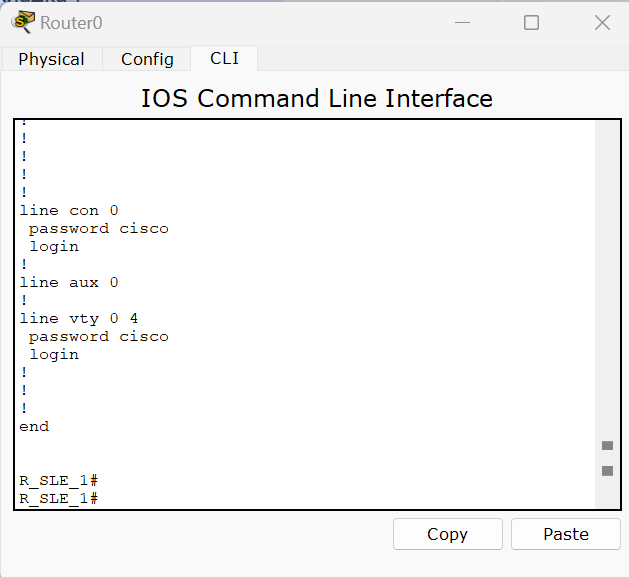 Router0
Physical Config CLI
IOS Command Line Interface
!
!
!
!
!
line con 0
 password cisco
 login
!
line aux 0
!
line vty 0 4
 password cisco
 login
!
!
!
end
R_SLE_1#
R_SLE_1#
Copy Paste